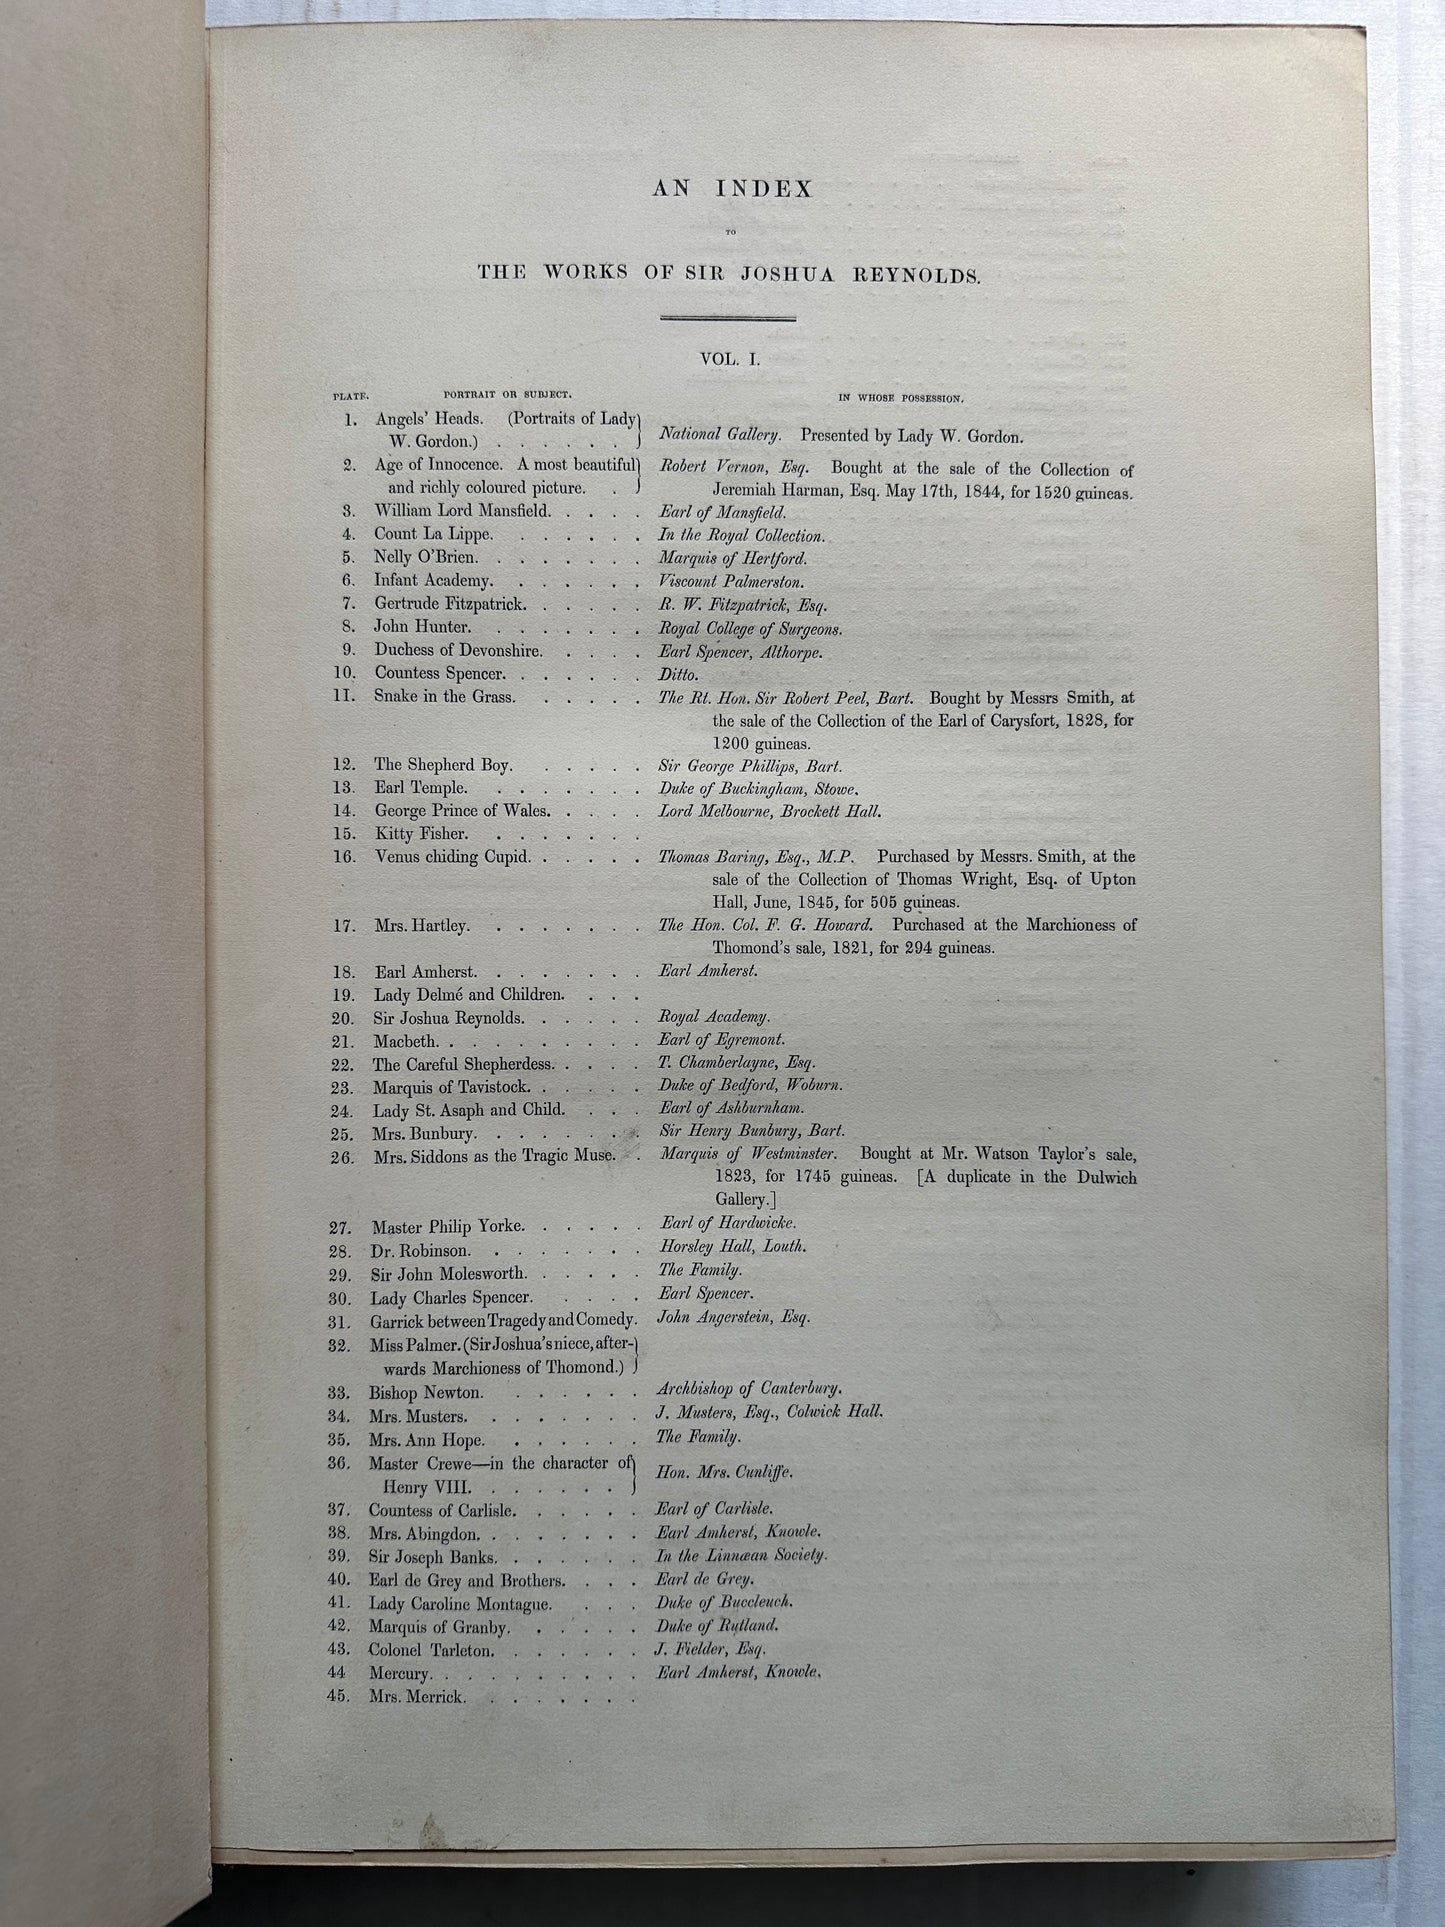 AN INDEX
TO
THE WORKS OF SIR JOSHUA REYNOLDS.
VOL. I.
PLATE. PORTRAIT OR SUBJECT. IN WHOSE POSSESSION.
1. Angels' Heads. (Portraits of Lady
W. Gordon.) . . . . . . National Gallery. Presented by Lady W. Gordon.
2. Age of Innocence. A most beautiful Robert Vernon, Esq. Bought at the sale of the Collection of
and richly coloured picture. . Jeremiah Harman, Esq. May 17th, 1844, for 1520 guineas.
3. William Lord Mansfield. . . . . Earl of Mansfield.
4. Count La Lippe. . . . . . . In the Royal Collection.
5. Nelly O'Brien. . . . . . . . Marquis of Hertford.
6. Infant Academy. . . . . . . Viscount Palmerston.
7. Gertrude Fitzpatrick. . . . . . R. W. Fitzpatrick, Esq.
8. John Hunter. . . . . . . . Royal College of Surgeons.
9. Duchess of Devonshire. . . . . Earl Spencer, Althorpe.
10. Countess Spencer. . . . . . . Ditto.
11. Snake in the Grass. . . . . . The Rt. Hon. Sir Robert Peel, Bart. Bought by Messrs Smith, at
the sale of the Collection of the Earl of Carysfort, 1828, for
1200 guineas.
12. The Shepherd Boy. . . . . . Sir George Phillips, Bart.
13. Earl Temple. . . . . . . . Duke of Buckingham, Stowe.
14. George Prince of Wales. . . . . Lord Melbourne, Brockett Hall.
15. Kitty Fisher. . . . . . . .
16. Venus chiding Cupid. . . . . . Thomas Baring, Esq., M.P. Purchased by Messrs. Smith, at the
sale of the Collection of Thomas Wright, Esq. of Upton
Hall, June, 1845, for 505 guineas.
17. Mrs. Hartley. . . . . . . . The Hon. Col. F. G. Howard. Purchased at the Marchioness of
Thomond's sale, 1821, for 294 guineas.
18. Earl Amherst. . . . . . . . Earl Amherst.
19. Lady Delmé and Children. . . .
20. Sir Joshua Reynolds. . . . . . Royal Academy.
21. Macbeth. . . . . . . . . . Earl of Egremont.
22. The Careful Shepherdess. . . . . T. Chamberlayne, Esq.
23. Marquis of Tavistock. . . . . . Duke of Bedford, Woburn.
24. Lady St. Asaph and Child. . . . Earl of Ashburnham.
25. Mrs. Bunbury. . . . . . . . Sir Henry Bunbury, Bart.
26. Mrs. Siddons as the Tragic Muse. . Marquis of Westminster. Bought at Mr. Watson Taylor's sale,
1823, for 1745 guineas. [A duplicate in the Dulwich
Gallery.]
27. Master Philip Yorke. . . . . . Earl of Hardwicke.
28. Dr. Robinson. . . . . . . . Horsley Hall, Louth.
29. Sir John Molesworth. . . . . . The Family.
30. Lady Charles Spencer. . . . . Earl Spencer.
31. Garrick between Tragedy and Comedy. John Angerstein, Esq.
32. Miss Palmer. (Sir Joshua's niece, after-
wards Marchioness of Thomond.)
33. Bishop Newton. . . . . . . Archbishop of Canterbury.
34. Mrs. Musters. . . . . . . . J. Musters, Esq., Colwick Hall.
35. Mrs. Ann Hope. . . . . . . The Family.
36. Master Crewe—in the character of
Henry VIII. . . . . . . Hon. Mrs. Cunliffe.
37. Countess of Carlisle. . . . . . Earl of Carlisle.
38. Mrs. Abingdon. . . . . . . . Earl Amherst, Knowle.
39. Sir Joseph Banks. . . . . . . In the Linnæan Society.
40. Earl de Grey and Brothers. . . . Earl de Grey.
41. Lady Caroline Montague. . . . Duke of Buccleuch.
42. Marquis of Granby. . . . . . Duke of Rutland.
43. Colonel Tarleton. . . . . . . J. Fielder, Esq.
44 Mercury. . . . . . . . . . Earl Amherst, Knowle.
45. Mrs. Merrick. . . . . . . .